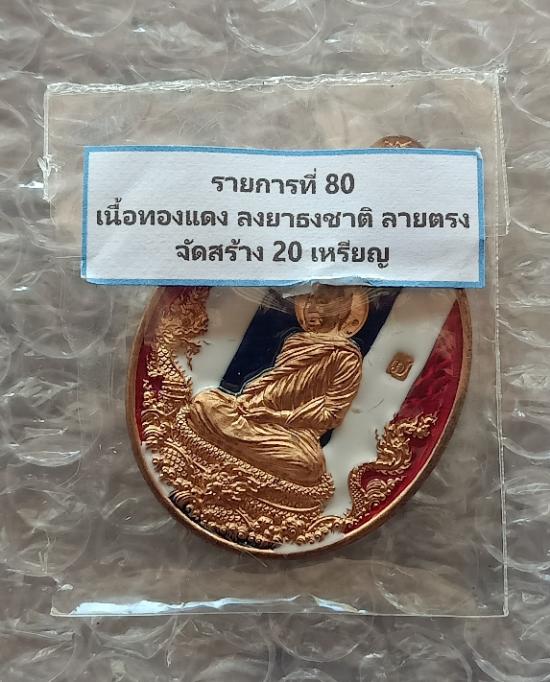 รายการที่ 80
เนื้อทองแดง ลงยาธงชาติ ลายตรง
จัดสร้าง 20 เหรียญ